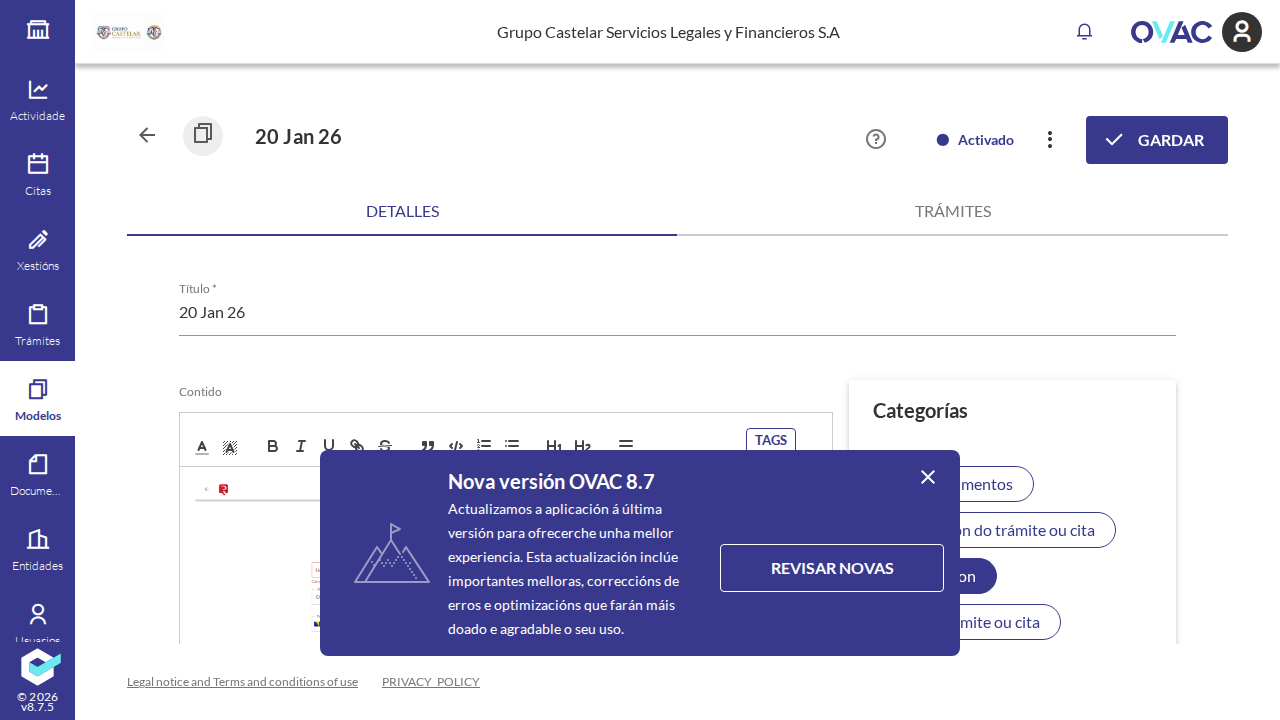 GRUPO
CASTELAR
Grupo Castelar Servicios Legales y Financieros S.A
OVAC
Actividade
Citas
Xestións
Trámites
Modelos
Docume...
Entidades
Usuarios
© 2026
v8.7.5
20 Jan 26
Activado
GARDAR
DETALLES
TRÁMITES
Título *
20 Jan 26
Contido
TAGS
Categorías
mentos
ón do trámite ou cita
on
mite ou cita
Nova versión OVAC 8.7
Actualizamos a aplicación á última
versión para ofrecerche unha mellor
experiencia. Esta actualización inclúe
importantes melloras, correccións de
erros e optimizacións que farán máis
doado e agradable o seu uso.
REVISAR NOVAS
Legal notice and Terms and conditions of use
PRIVACY_POLICY